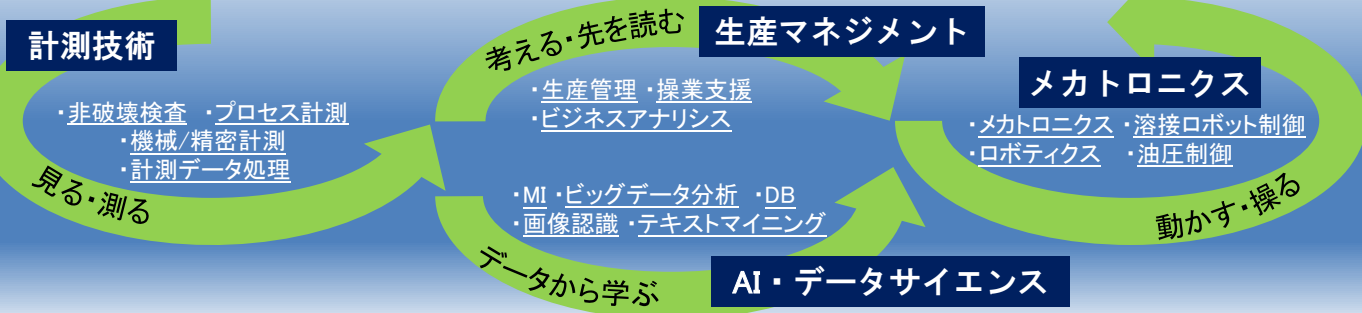 計測技術
・非破壊検査 ・プロセス計測
・機械/精密計測
・計測データ処理
見る・測る
考える・先を読む
生産マネジメント
・生産管理 ・操業支援
・ビジネスアナリシス
・MI ・ビッグデータ分析 ・DB
・画像認識 ・テキストマイニング
データから学ぶ
AI・データサイエンス
メカトロニクス
・メカトロニクス ・溶接ロボット制御
・ロボティクス ・油圧制御
動かす・操る